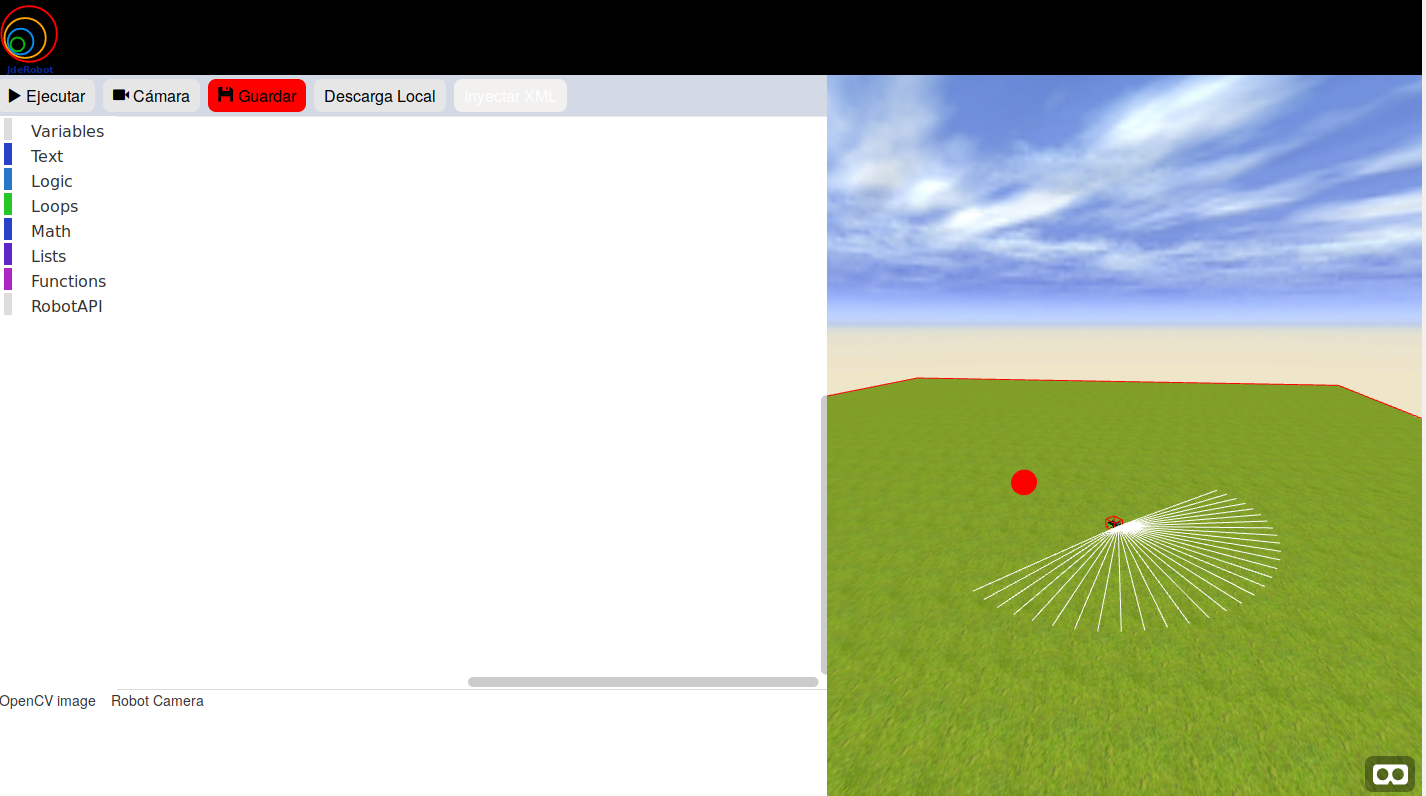 JdeRobot
Ejecutar Cámara Guardar Descarga Local Inyectar XML
Variables
Text
Logic
Loops
Math
Lists
Functions
RobotAPI
OpenCV image Robot Camera